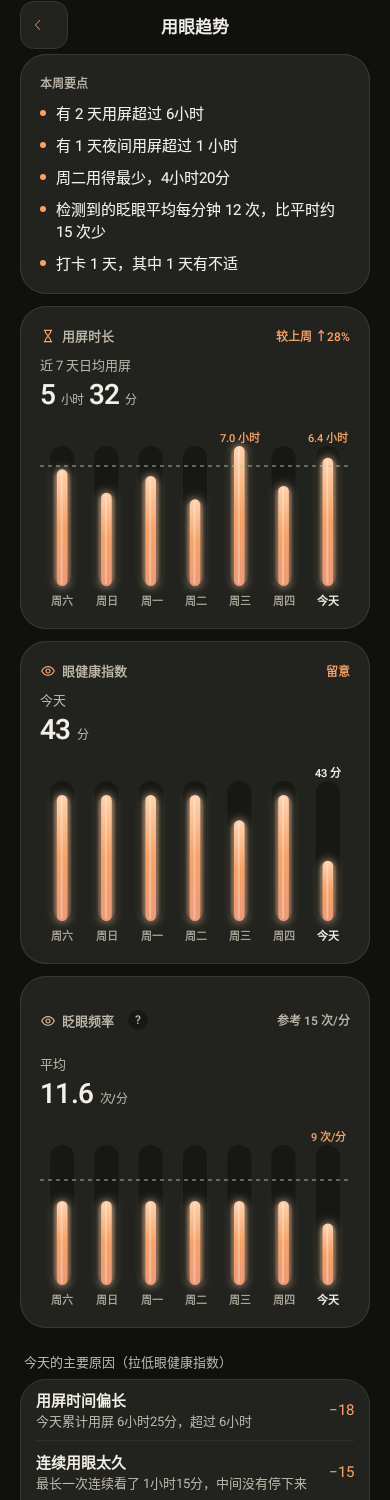 用眼趋势
本周要点
有 2 天用屏超过 6小时
有 1 天夜间用屏超过 1 小时
周二用得最少，4小时20分
检测到的眨眼平均每分钟 12 次，比平时约
15 次少
打卡 1 天，其中 1 天有不适
用屏时长 较上周 ↑28%
近 7 天日均用屏
5 小时 32 分
7.0 小时 6.4 小时
周六 周日 周一 周二 周三 周四 今天
眼健康指数 留意
今天
43 分
43 分
周六 周日 周一 周二 周三 周四 今天
眨眼频率 ? 参考 15 次/分
平均
11.6 次/分
9 次/分
周六 周日 周一 周二 周三 周四 今天
今天的主要原因（拉低眼健康指数）
用屏时间偏长 −18
今天累计用屏 6小时25分，超过 6小时
连续用眼太久 −15
最长一次连续看了 1小时15分，中间没有停下来